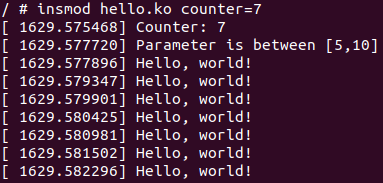 / # insmod hello.ko counter=7
[ 1629.575468] Counter: 7
[ 1629.577720] Parameter is between [5,10]
[ 1629.577896] Hello, world!
[ 1629.579347] Hello, world!
[ 1629.579901] Hello, world!
[ 1629.580425] Hello, world!
[ 1629.580981] Hello, world!
[ 1629.581502] Hello, world!
[ 1629.582296] Hello, world!